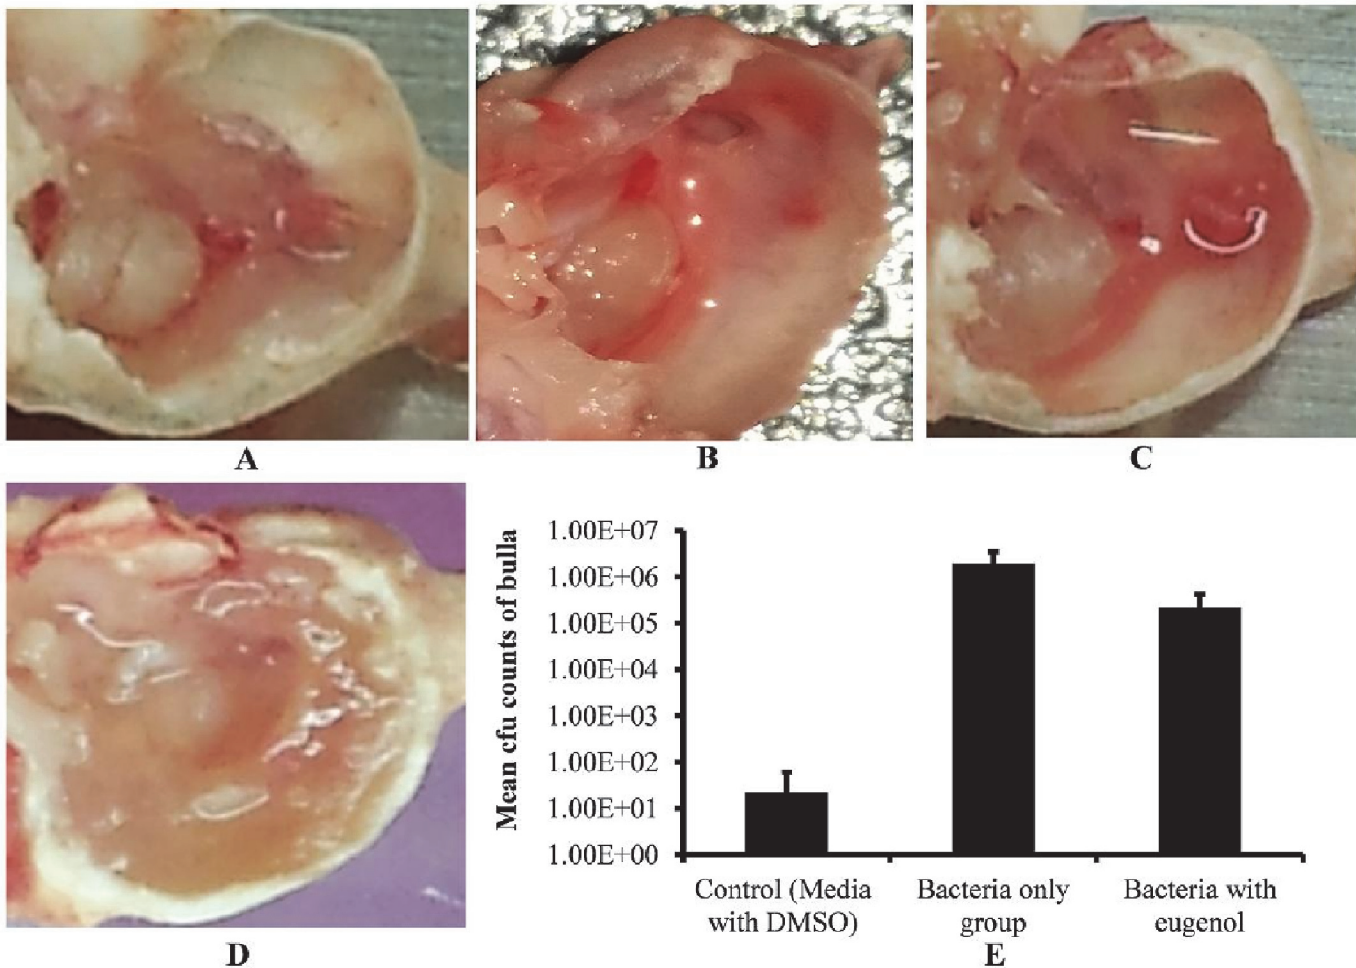 A
B
C
D
Mean cfu counts of bulla
1.00E+07
1.00E+06
1.00E+05
1.00E+04
1.00E+03
1.00E+02
1.00E+01
1.00E+00
Control (Media
with DMSO)
Bacteria only
group
Bacteria with
eugenol
E